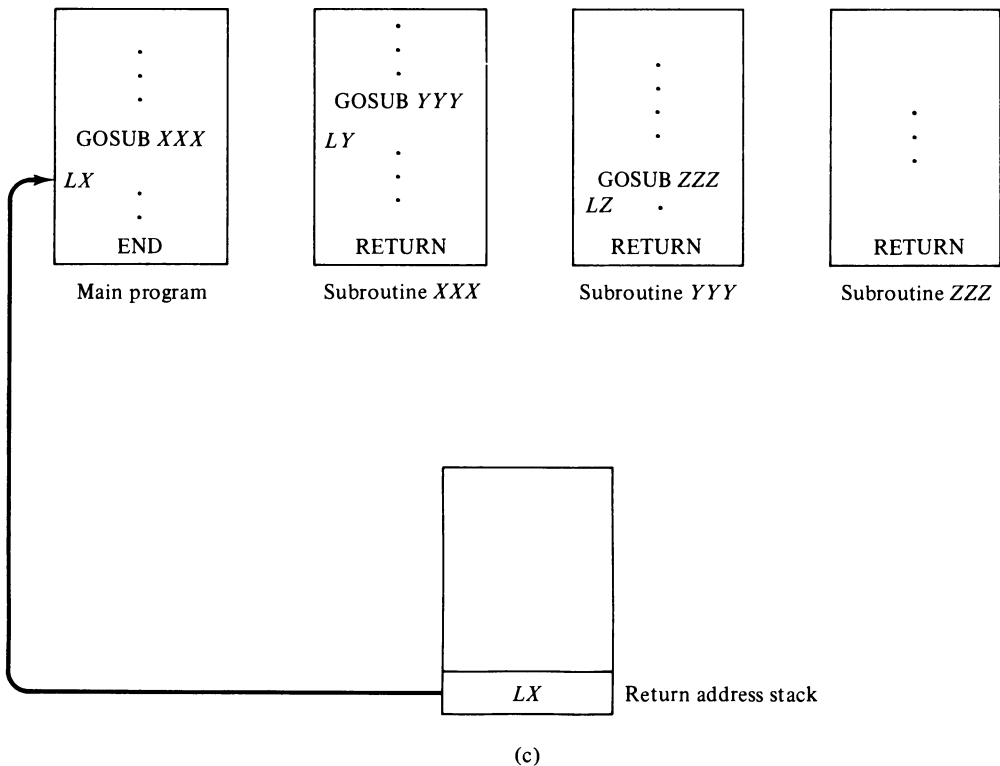 GOSUB XXX
LX
END
Main program
GOSUB YYY
LY
RETURN
Subroutine XXX
GOSUB ZZZ
LZ
RETURN
Subroutine YYY
RETURN
Subroutine ZZZ
LX
Return address stack
(c)